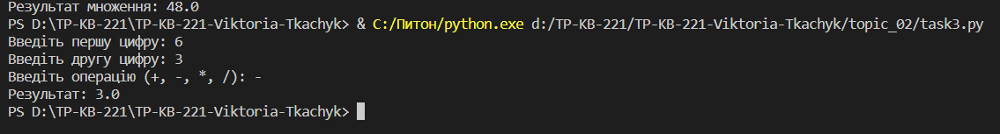 Результат множення: 48.0
PS D:\TP-KB-221\TP-KB-221-Viktoria-Tkachyk> & C:/Питон/python.exe d:/TP-KB-221/TP-KB-221-Viktoria-Tkachyk/topic_02/task3.py
Введіть першу цифру: 6
Введіть другу цифру: 3
Введіть операцію (+, -, *, /): -
Результат: 3.0
PS D:\TP-KB-221\TP-KB-221-Viktoria-Tkachyk>